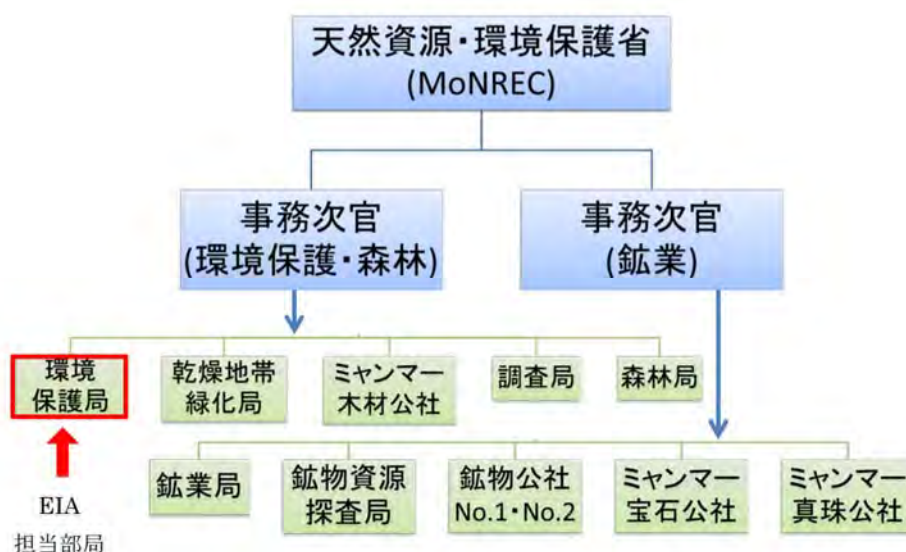 天然資源・環境保護省
(MoNREC)
事務次官
(環境保護・森林)
事務次官
(鉱業)
環境
保護局
乾燥地帯
緑化局
ミャンマー
木材公社
調査局
森林局
EIA
担当部局
鉱業局
鉱物資源
探査局
鉱物公社
No.1・No.2
ミャンマー
宝石公社
ミャンマー
真珠公社